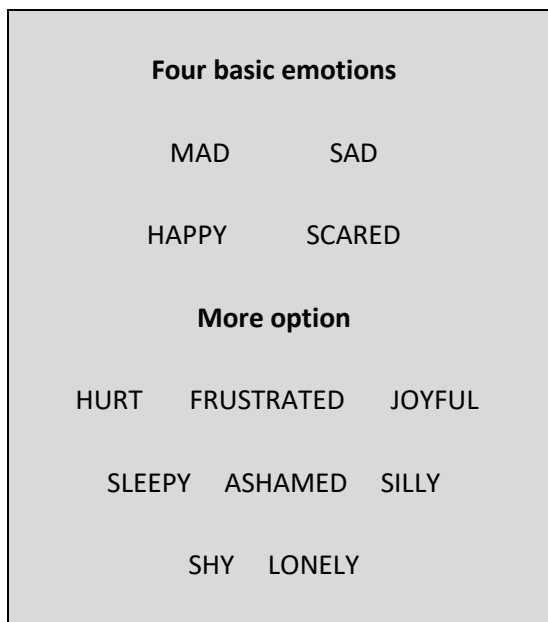 Four basic emotions
MAD SAD
HAPPY SCARED
More option
HURT FRUSTRATED JOYFUL
SLEEPY ASHAMED SILLY
SHY LONELY